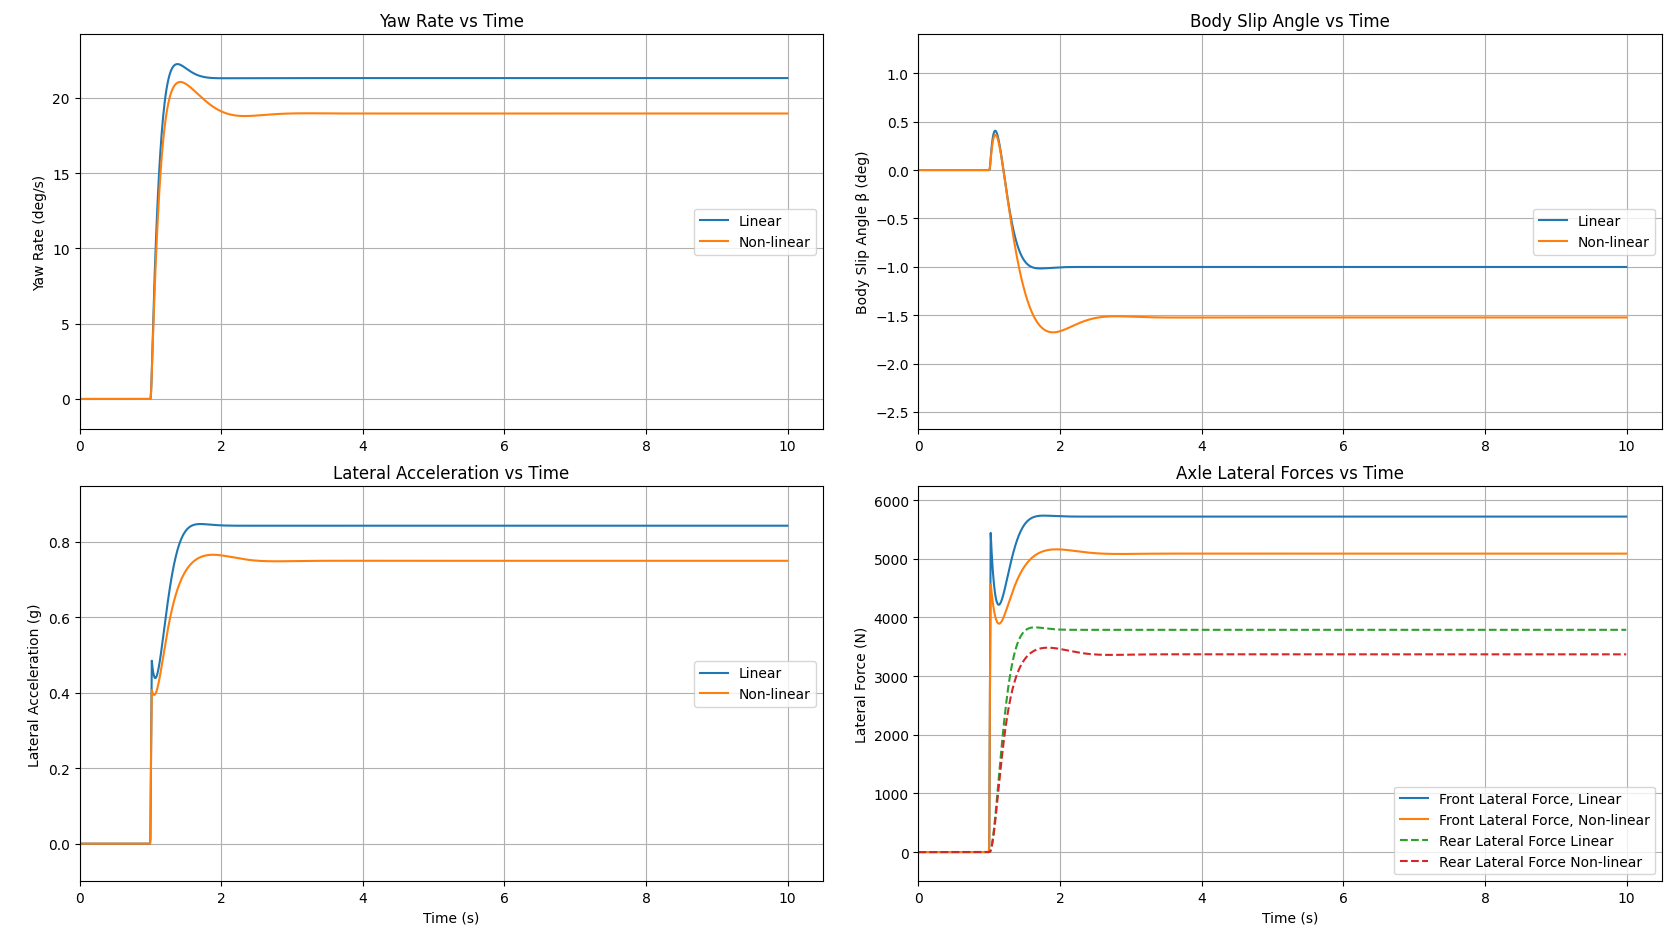 Yaw Rate vs Time
Yaw Rate (deg/s)
20
15
10
5
0
Linear
Non-linear
0 2 4 6 8 10
Body Slip Angle vs Time
Body Slip Angle β (deg)
1.0
0.5
0.0
−0.5
−1.0
−1.5
−2.0
−2.5
Linear
Non-linear
0 2 4 6 8 10
Lateral Acceleration vs Time
Lateral Acceleration (g)
0.8
0.6
0.4
0.2
0.0
Linear
Non-linear
0 2 4 6 8 10
Time (s)
Axle Lateral Forces vs Time
Lateral Force (N)
6000
5000
4000
3000
2000
1000
0
Front Lateral Force, Linear
Front Lateral Force, Non-linear
Rear Lateral Force Linear
Rear Lateral Force Non-linear
0 2 4 6 8 10
Time (s)